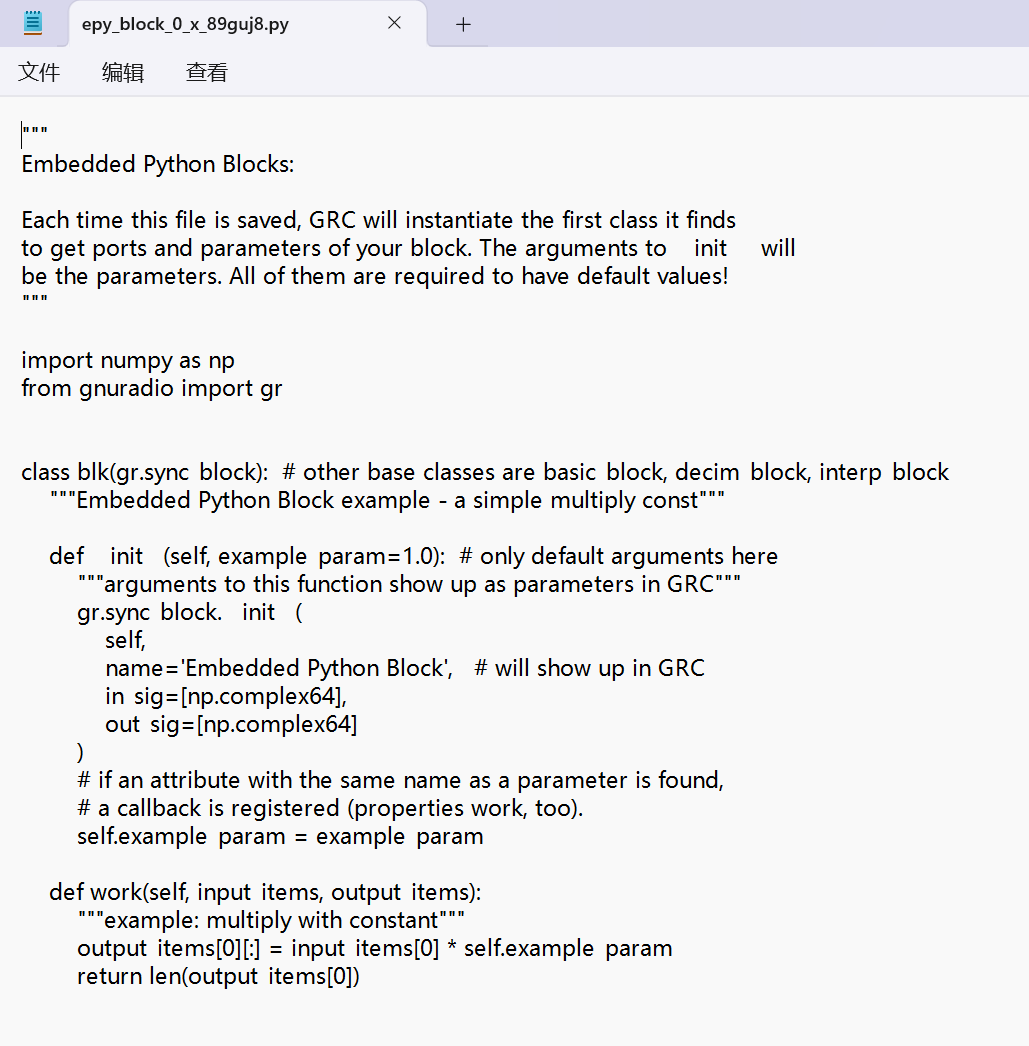 epy_block_0_x_89guj8.py
文件 编辑 查看
"""
Embedded Python Blocks:

Each time this file is saved, GRC will instantiate the first class it finds
to get ports and parameters of your block. The arguments to   init   will
be the parameters. All of them are required to have default values!
"""

import numpy as np
from gnuradio import gr


class blk(gr.sync block):  # other base classes are basic block, decim block, interp block
    """Embedded Python Block example - a simple multiply const"""

    def   init  (self, example param=1.0):  # only default arguments here
        """arguments to this function show up as parameters in GRC"""
        gr.sync block.  init  (
            self,
            name='Embedded Python Block',   # will show up in GRC
            in sig=[np.complex64],
            out sig=[np.complex64]
        )
        # if an attribute with the same name as a parameter is found,
        # a callback is registered (properties work, too).
        self.example param = example param

    def work(self, input items, output items):
        """example: multiply with constant"""
        output items[0][:] = input items[0] * self.example param
        return len(output items[0])